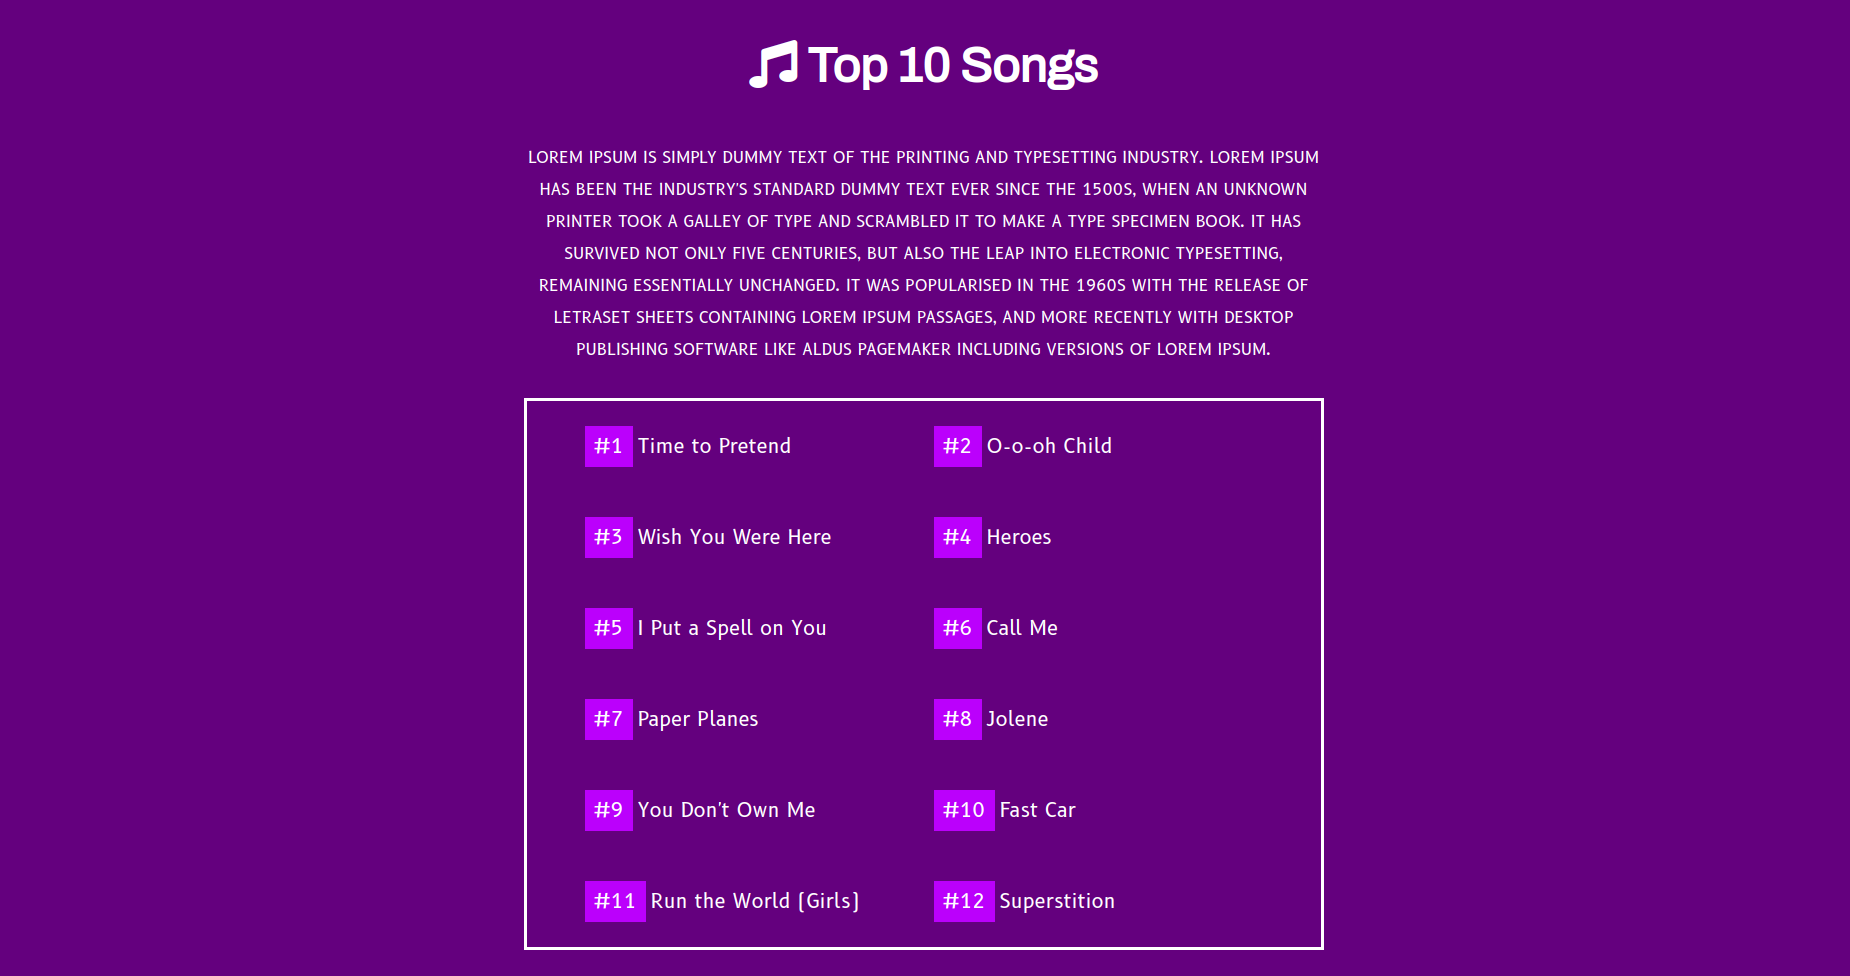 Top 10 Songs
LOREM IPSUM IS SIMPLY DUMMY TEXT OF THE PRINTING AND TYPESETTING INDUSTRY. LOREM IPSUM
HAS BEEN THE INDUSTRY'S STANDARD DUMMY TEXT EVER SINCE THE 1500S, WHEN AN UNKNOWN
PRINTER TOOK A GALLEY OF TYPE AND SCRAMBLED IT TO MAKE A TYPE SPECIMEN BOOK. IT HAS
SURVIVED NOT ONLY FIVE CENTURIES, BUT ALSO THE LEAP INTO ELECTRONIC TYPESETTING,
REMAINING ESSENTIALLY UNCHANGED. IT WAS POPULARISED IN THE 1960S WITH THE RELEASE OF
LETRASET SHEETS CONTAINING LOREM IPSUM PASSAGES, AND MORE RECENTLY WITH DESKTOP
PUBLISHING SOFTWARE LIKE ALDUS PAGEMAKER INCLUDING VERSIONS OF LOREM IPSUM.
#1 Time to Pretend
#2 O-o-oh Child
#3 Wish You Were Here
#4 Heroes
#5 I Put a Spell on You
#6 Call Me
#7 Paper Planes
#8 Jolene
#9 You Don't Own Me
#10 Fast Car
#11 Run the World (Girls)
#12 Superstition